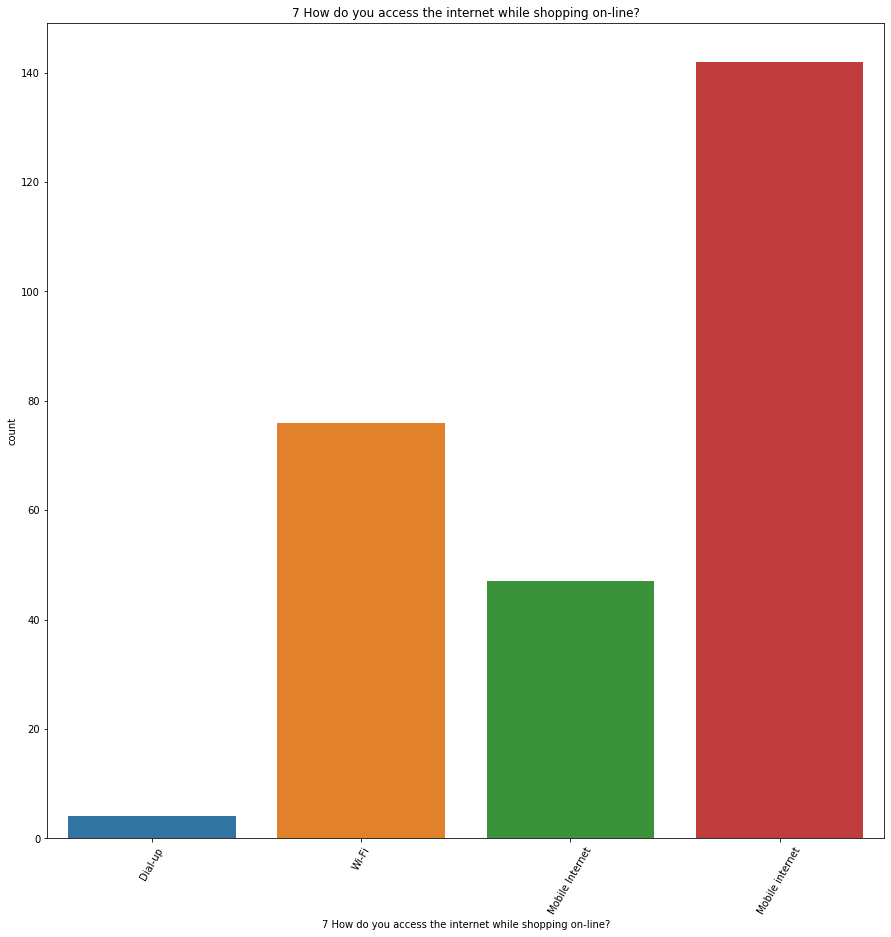 7 How do you access the internet while shopping on-line?
140
120
100
80
60
40
20
0
count
Dial-up
Wi-Fi
Mobile Internet
Mobile internet
7 How do you access the internet while shopping on-line?